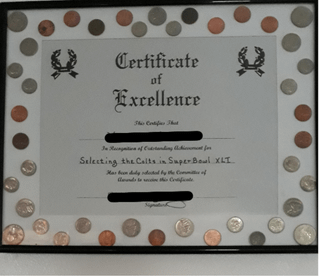 Certificate
of
Excellence
This Certifies That
In Recognition of Outstanding Achievement for
Selecting the Colts in Super Bowl XLI
Has been duly selected by the Committee of
Awards to receive this Certificate
Signature